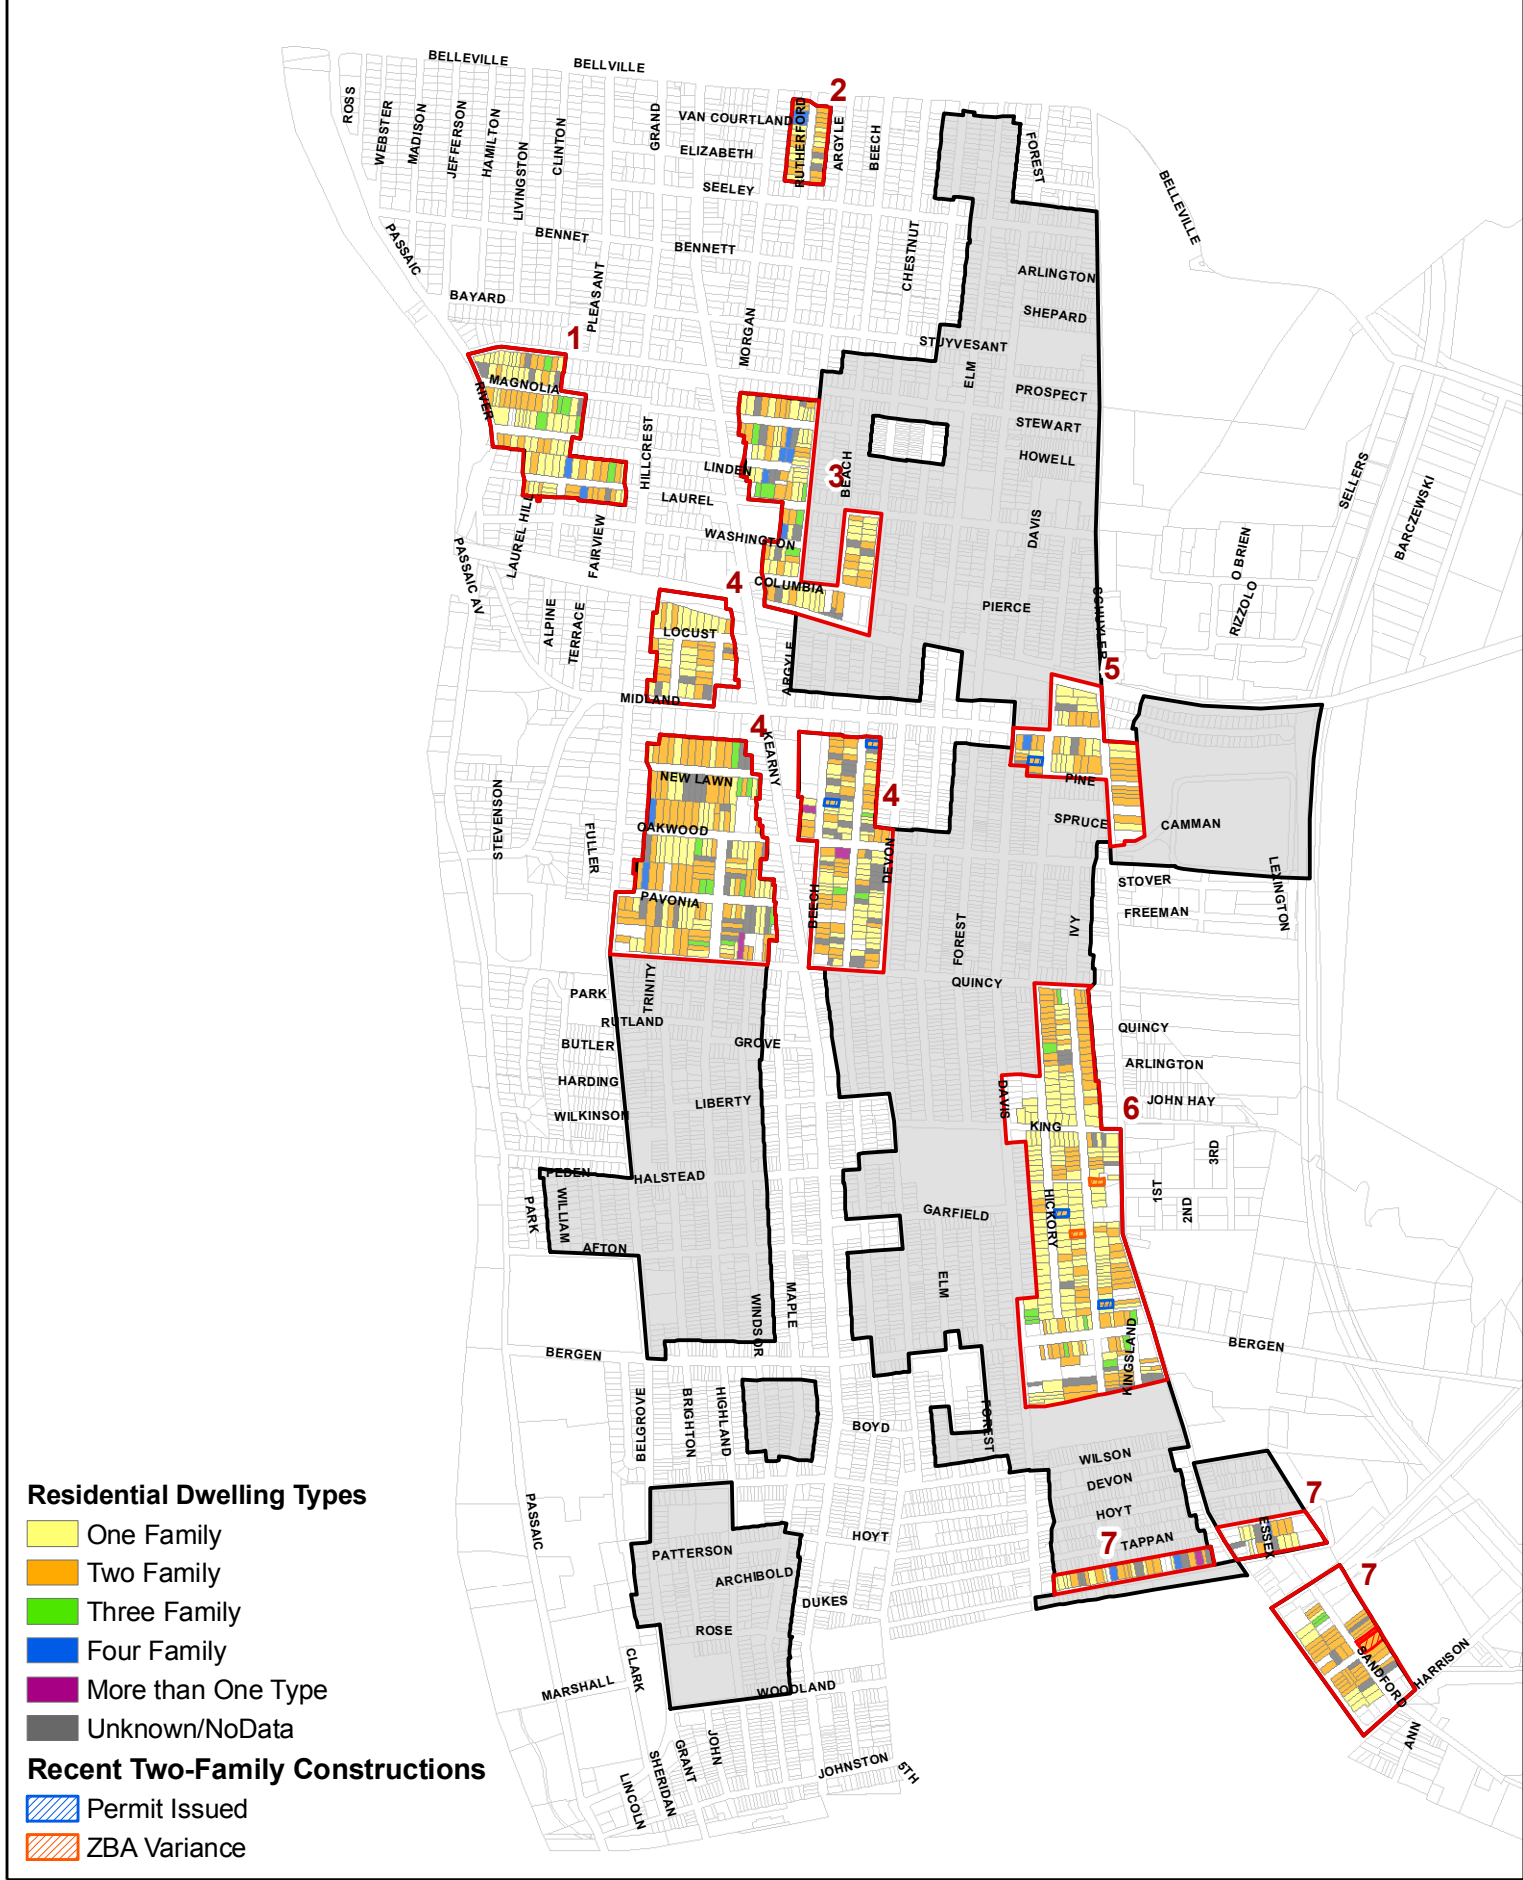 BELLEVILLE
BELLVILLE
ROSS
WEBSTER
MADISON
JEFFERSON
HAMILTON
LIVINGSTON
CLINTON
GRAND
VAN COURTLAND
ELIZABETH
SEELEY
RUTHERFORD
2
ARGYLE
BEECH
FOREST
BELLEVILLE
PASSAIC
BENNET
BENNETT
CHESTNUT
BAYARD
PLEASANT
MORGAN
ARLINGTON
SHEPARD
STUYVESANT
ELM
PROSPECT
STEWART
HOWELL
1
MAGNOLIA
RIVER
HILLCREST
LINDEN
LAUREL
3
BEACH
WASHINGTON
COLUMBIA
LAUREL HILL
FAIRVIEW
PASSAIC AV
DAVIS
SELLERS
BARCZEWSKI
O BRIEN
RIZZOLO
SCHUYLER
PIERCE
4
LOCUST
ALPINE
TERRACE
ARGYLE
MIDLAND
5
4
KEARNY
NEW LAWN
OAKWOOD
PAVONIA
STEVENSON
FULLER
4
DEVON
BEECH
PINE
SPRUCE
CAMMAN
STOVER
FREEMAN
LEXINGTON
FOREST
IVY
QUINCY
QUINCY
ARLINGTON
JOHN HAY
PARK
TRINITY
RUTLAND
BUTLER
GROVE
HARDING
LIBERTY
WILKINSON
DAVIS
6
KING
3RD
1ST
2ND
PEDEN
HALSTEAD
PARK
WILLIAM
AFTON
GARFIELD
HICKORY
ELM
WINDSOR
MAPLE
KINGSLAND
BERGEN
BERGEN
BELGROVE
BRIGHTON
HIGHLAND
BOYD
FOREST
WILSON
DEVON
HOYT
TAPPAN
7
7
ESSEX
7
SANDFORD
HARRISON
ANN
PASSAIC
HOYT
PATTERSON
ARCHIBOLD
DUKES
ROSE
CLARK
MARSHALL
WOODLAND
JOHN
GRANT
SHERIDAN
LINCOLN
JOHNSTON
5TH
Residential Dwelling Types
One Family
Two Family
Three Family
Four Family
More than One Type
Unknown/NoData
Recent Two-Family Constructions
Permit Issued
ZBA Variance